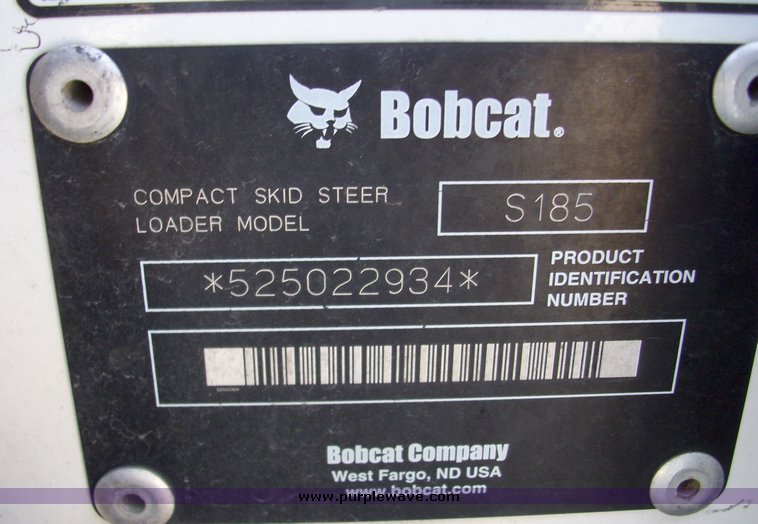 Bobcat®
COMPACT SKID STEER
LOADER MODEL
S185
*525022934*
PRODUCT
IDENTIFICATION
NUMBER
Bobcat Company
West Fargo, ND USA
www.bobcat.com
www.purplewave.com